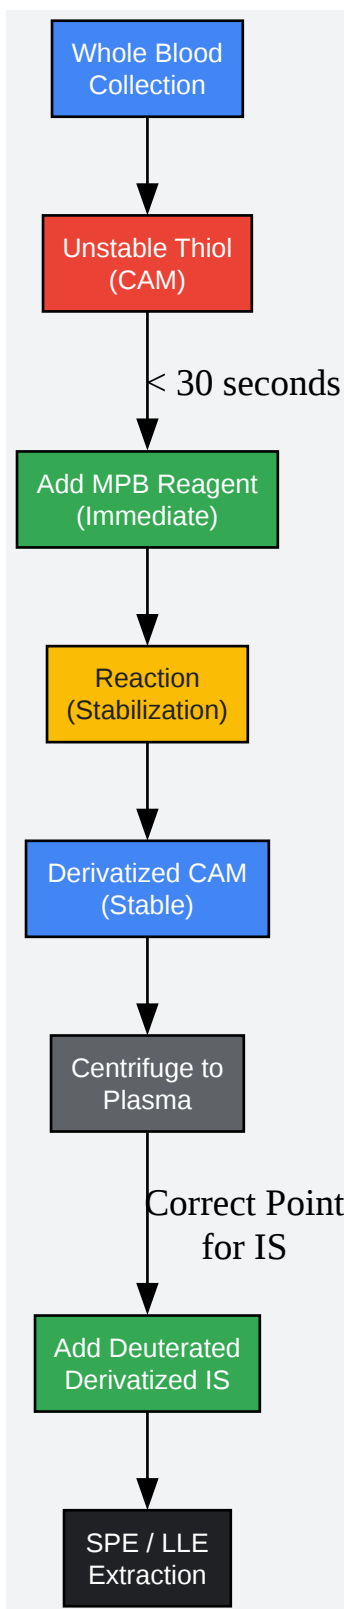 Whole Blood
Collection
Unstable Thiol
(CAM)
< 30 seconds
Add MPB Reagent
(Immediate)
Reaction
(Stabilization)
Derivatized CAM
(Stable)
Centrifuge to
Plasma
Correct Point
for IS
Add Deuterated
Derivatized IS
SPE / LLE
Extraction